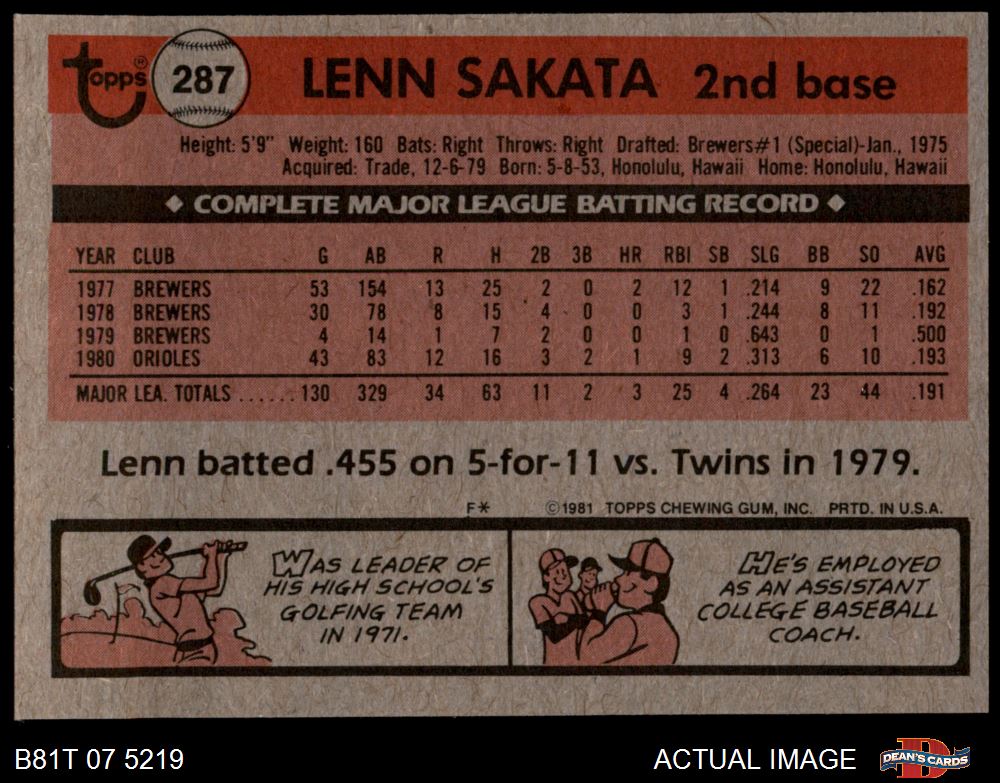 Topps® 287 LENN SAKATA 2nd base
Height: 5'9" Weight: 160 Bats: Right Throws: Right Drafted: Brewers#1 (Special)-Jan., 1975
Acquired: Trade, 12-6-79 Born: 5-8-53, Honolulu, Hawaii Home: Honolulu, Hawaii
◆ COMPLETE MAJOR LEAGUE BATTING RECORD ◆
YEAR CLUB G AB R H 2B 3B HR RBI SB SLG BB SO AVG
1977 BREWERS 53 154 13 25 2 0 2 12 1 .214 9 22 .162
1978 BREWERS 30 78 8 15 4 0 0 3 1 .244 8 11 .192
1979 BREWERS 4 14 1 7 2 0 0 1 0 .643 0 1 .500
1980 ORIOLES 43 83 12 16 3 2 1 9 2 .313 6 10 .193
MAJOR LEA. TOTALS ...... 130 329 34 63 11 2 3 25 4 .264 23 44 .191
Lenn batted .455 on 5-for-11 vs. Twins in 1979.
F* ©1981 TOPPS CHEWING GUM, INC. PRTD. IN U.S.A.
WAS LEADER OF
HIS HIGH SCHOOL'S
GOLFING TEAM
IN 1971.
HE'S EMPLOYED
AS AN ASSISTANT
COLLEGE BASEBALL
COACH.
B81T 07 5219 ACTUAL IMAGE D DEAN'S CARDS